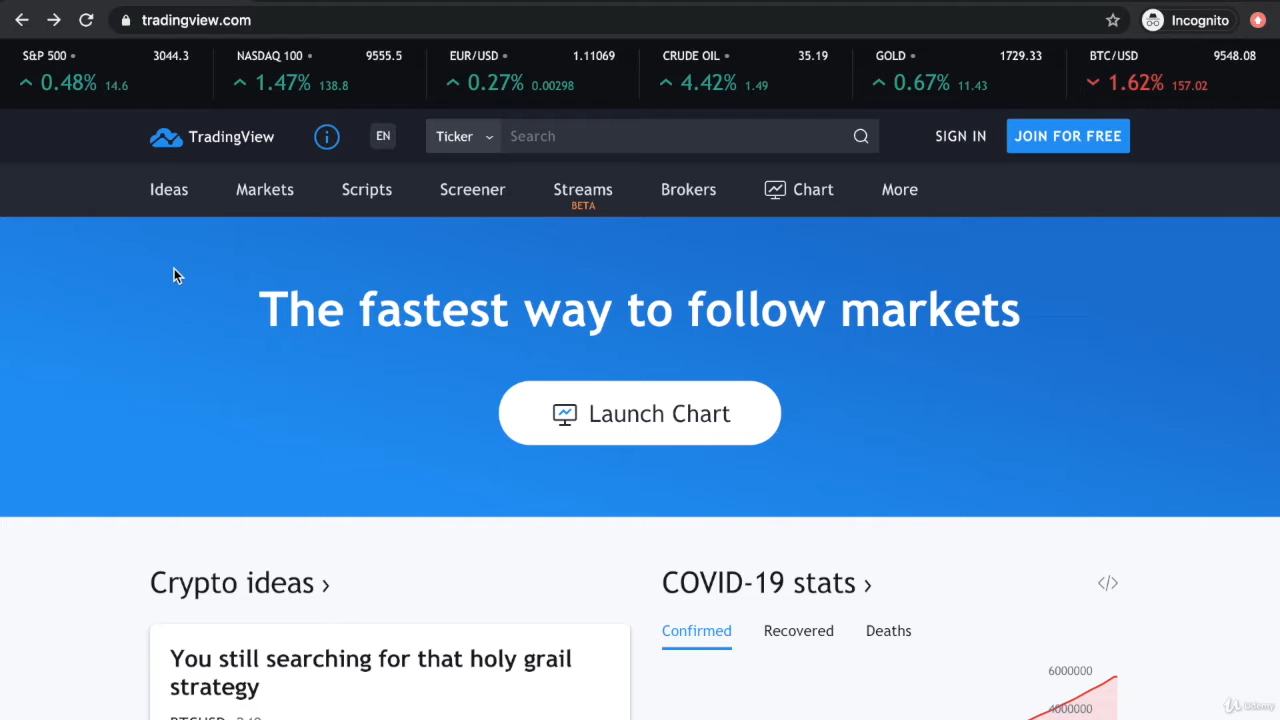 tradingview.com
Incognito
S&P 500 3044.3
0.48% 14.6
NASDAQ 100 9555.5
1.47% 138.8
EUR/USD 1.11069
0.27% 0.00298
CRUDE OIL 35.19
4.42% 1.49
GOLD 1729.33
0.67% 11.43
BTC/USD 9548.08
1.62% 157.02
TradingView
EN
Ticker
Search
SIGN IN
JOIN FOR FREE
Ideas
Markets
Scripts
Screener
Streams
BETA
Brokers
Chart
More
The fastest way to follow markets
Launch Chart
Crypto ideas ›
You still searching for that holy grail
strategy
COVID-19 stats ›
</>
Confirmed
Recovered
Deaths
6000000
4000000
Udemy